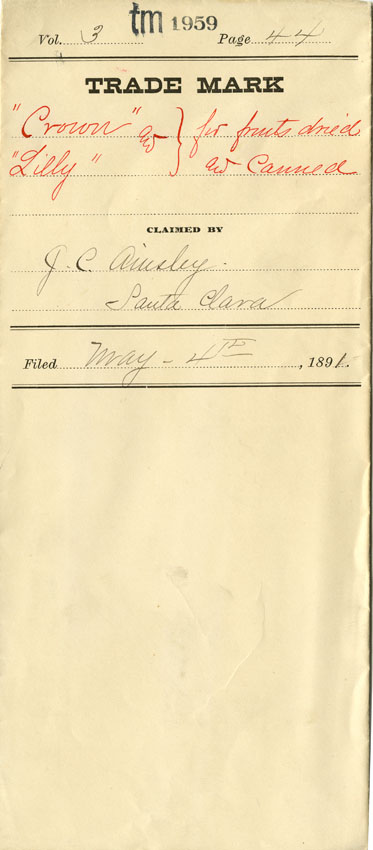 tm 1959
Vol. 3 Page 44
TRADE MARK
"Crown" &
"Lilly" } for fruits dried
& Canned
CLAIMED BY
J. C. Ainsley.
Santa Clara
Filed May - 4th, 1891.